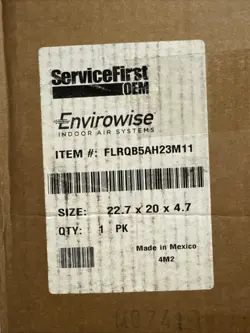 ServiceFirst
OEM
Envirowise
INDOOR AIR SYSTEMS
ITEM #: FLRQB5AH23M11
SIZE: 22.7 x 20 x 4.7
QTY: 1 PK
Made in Mexico
4M2